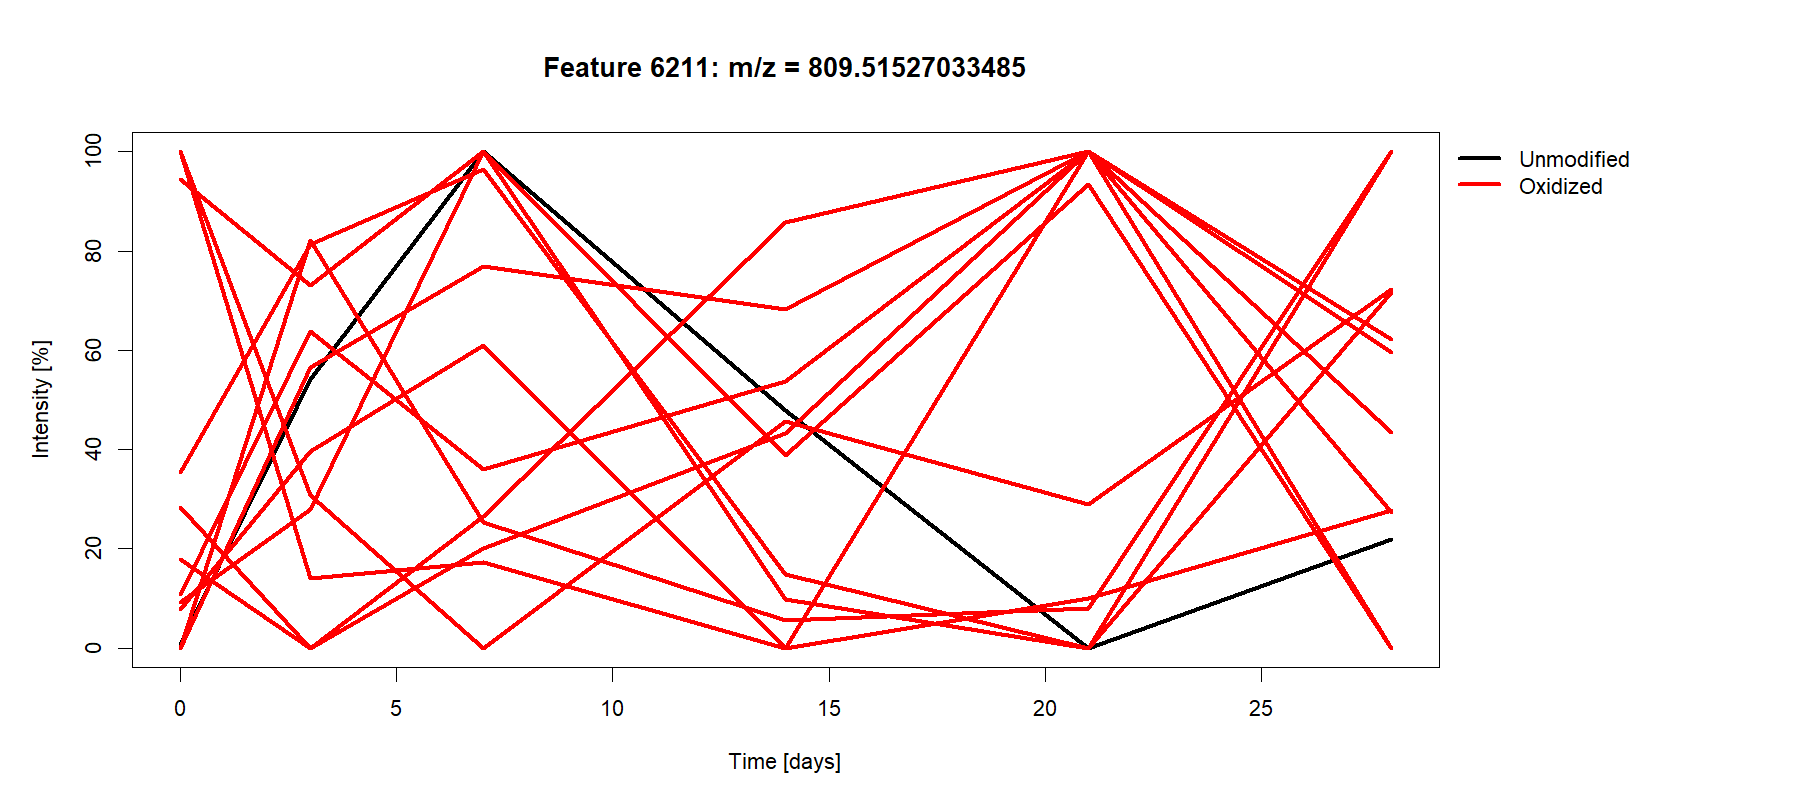 Feature 6211: m/z = 809.51527033485
Unmodified
Oxidized
Intensity [%]
100
80
60
40
20
0
0 5 10 15 20 25
Time [days]